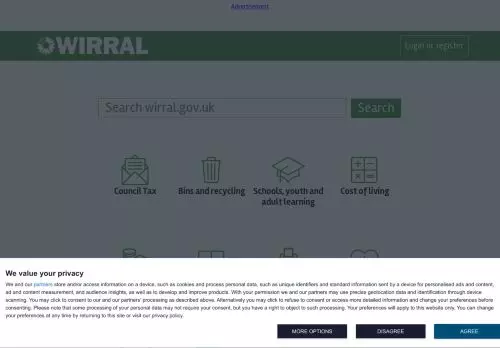 Advertisement
WIRRAL
Login or register
Search wirral.gov.uk
Search
Council Tax
Bins and recycling
Schools, youth and
adult learning
Cost of living
We value your privacy
We and our partners store and/or access information on a device, such as cookies and process personal data, such as unique identifiers and standard information sent by a device for personalised ads and content,
ad and content measurement, and audience insights, as well as to develop and improve products. With your permission we and our partners may use precise geolocation data and identification through device
scanning. You may click to consent to our and our partners' processing as described above. Alternatively you may click to refuse to consent or access more detailed information and change your preferences before
consenting. Please note that some processing of your personal data may not require your consent, but you have a right to object to such processing. Your preferences will apply to this website only. You can change
your preferences at any time by returning to this site or visit our privacy policy.
MORE OPTIONS
DISAGREE
AGREE